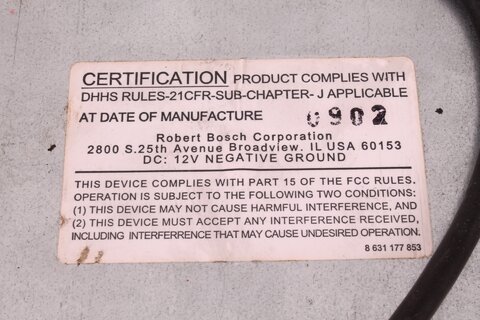 CERTIFICATION PRODUCT COMPLIES WITH
DHHS RULES-21CFR-SUB-CHAPTER- J APPLICABLE
AT DATE OF MANUFACTURE 0902
Robert Bosch Corporation
2800 S.25th Avenue Broadview. IL USA 60153
DC: 12V NEGATIVE GROUND
THIS DEVICE COMPLIES WITH PART 15 OF THE FCC RULES.
OPERATION IS SUBJECT TO THE FOLLOWING TWO CONDITIONS:
(1) THIS DEVICE MAY NOT CAUSE HARMFUL INTERFERENCE, AND
(2) THIS DEVICE MUST ACCEPT ANY INTERFERENCE RECEIVED,
INCLUDING INTERFERRENCE THAT MAY CAUSE UNDESIRED OPERATION.
8 631 177 853